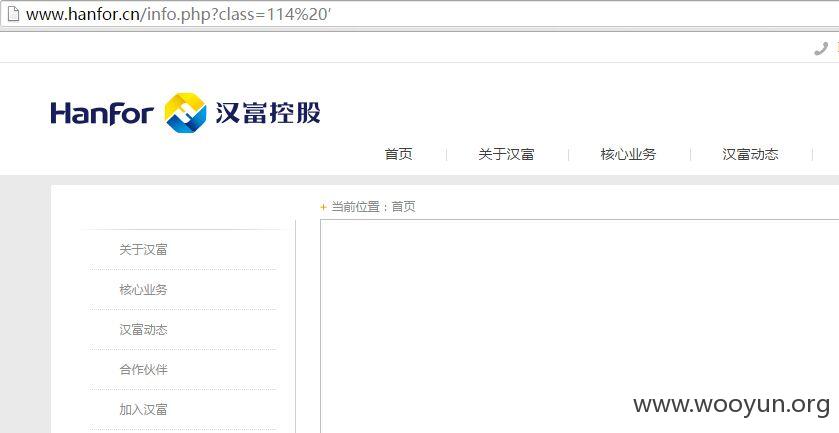 www.hanfor.cn/info.php?class=114%20'
Hanfor 汉富控股
首页 关于汉富 核心业务 汉富动态
+ 当前位置：首页
关于汉富
核心业务
汉富动态
合作伙伴
加入汉富
www.wooyun.org